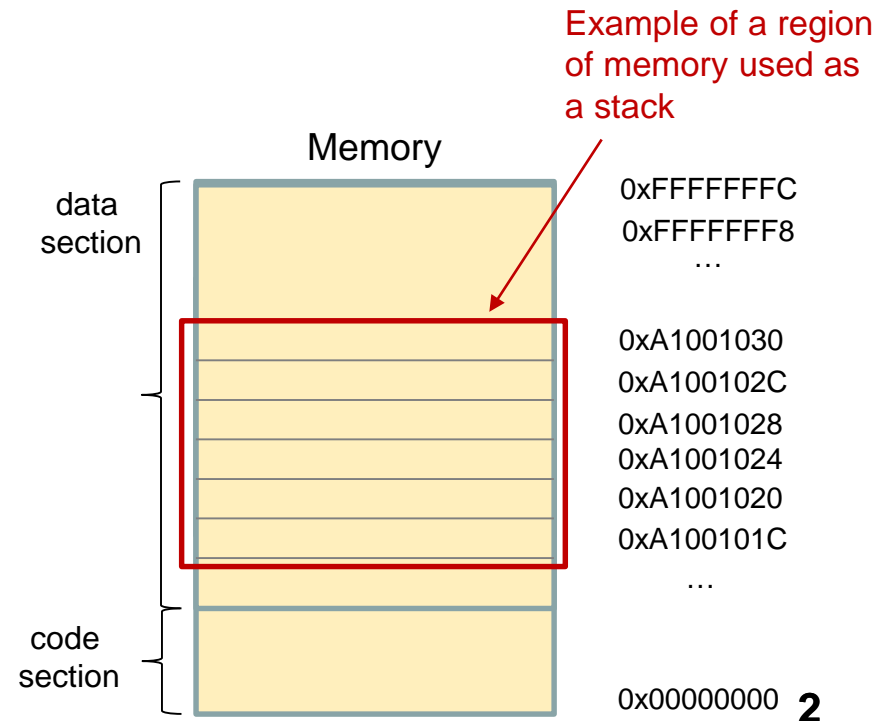 Example of a region
of memory used as
a stack
Memory
data
section
0xFFFFFFFC
0xFFFFFFF8
…
0xA1001030
0xA100102C
0xA1001028
0xA1001024
0xA1001020
0xA100101C
…
code
section
0x00000000
2